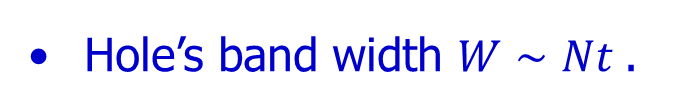 • Hole’s band width 𝑊 ~ 𝑁𝑡 .